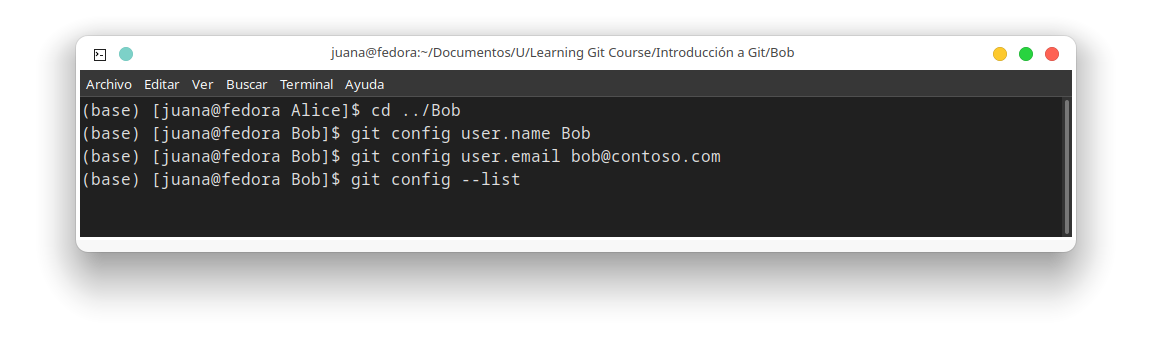 juana@fedora:~/Documentos/U/Learning Git Course/Introducción a Git/Bob
Archivo Editar Ver Buscar Terminal Ayuda
(base) [juana@fedora Alice]$ cd ../Bob
(base) [juana@fedora Bob]$ git config user.name Bob
(base) [juana@fedora Bob]$ git config user.email bob@contoso.com
(base) [juana@fedora Bob]$ git config --list